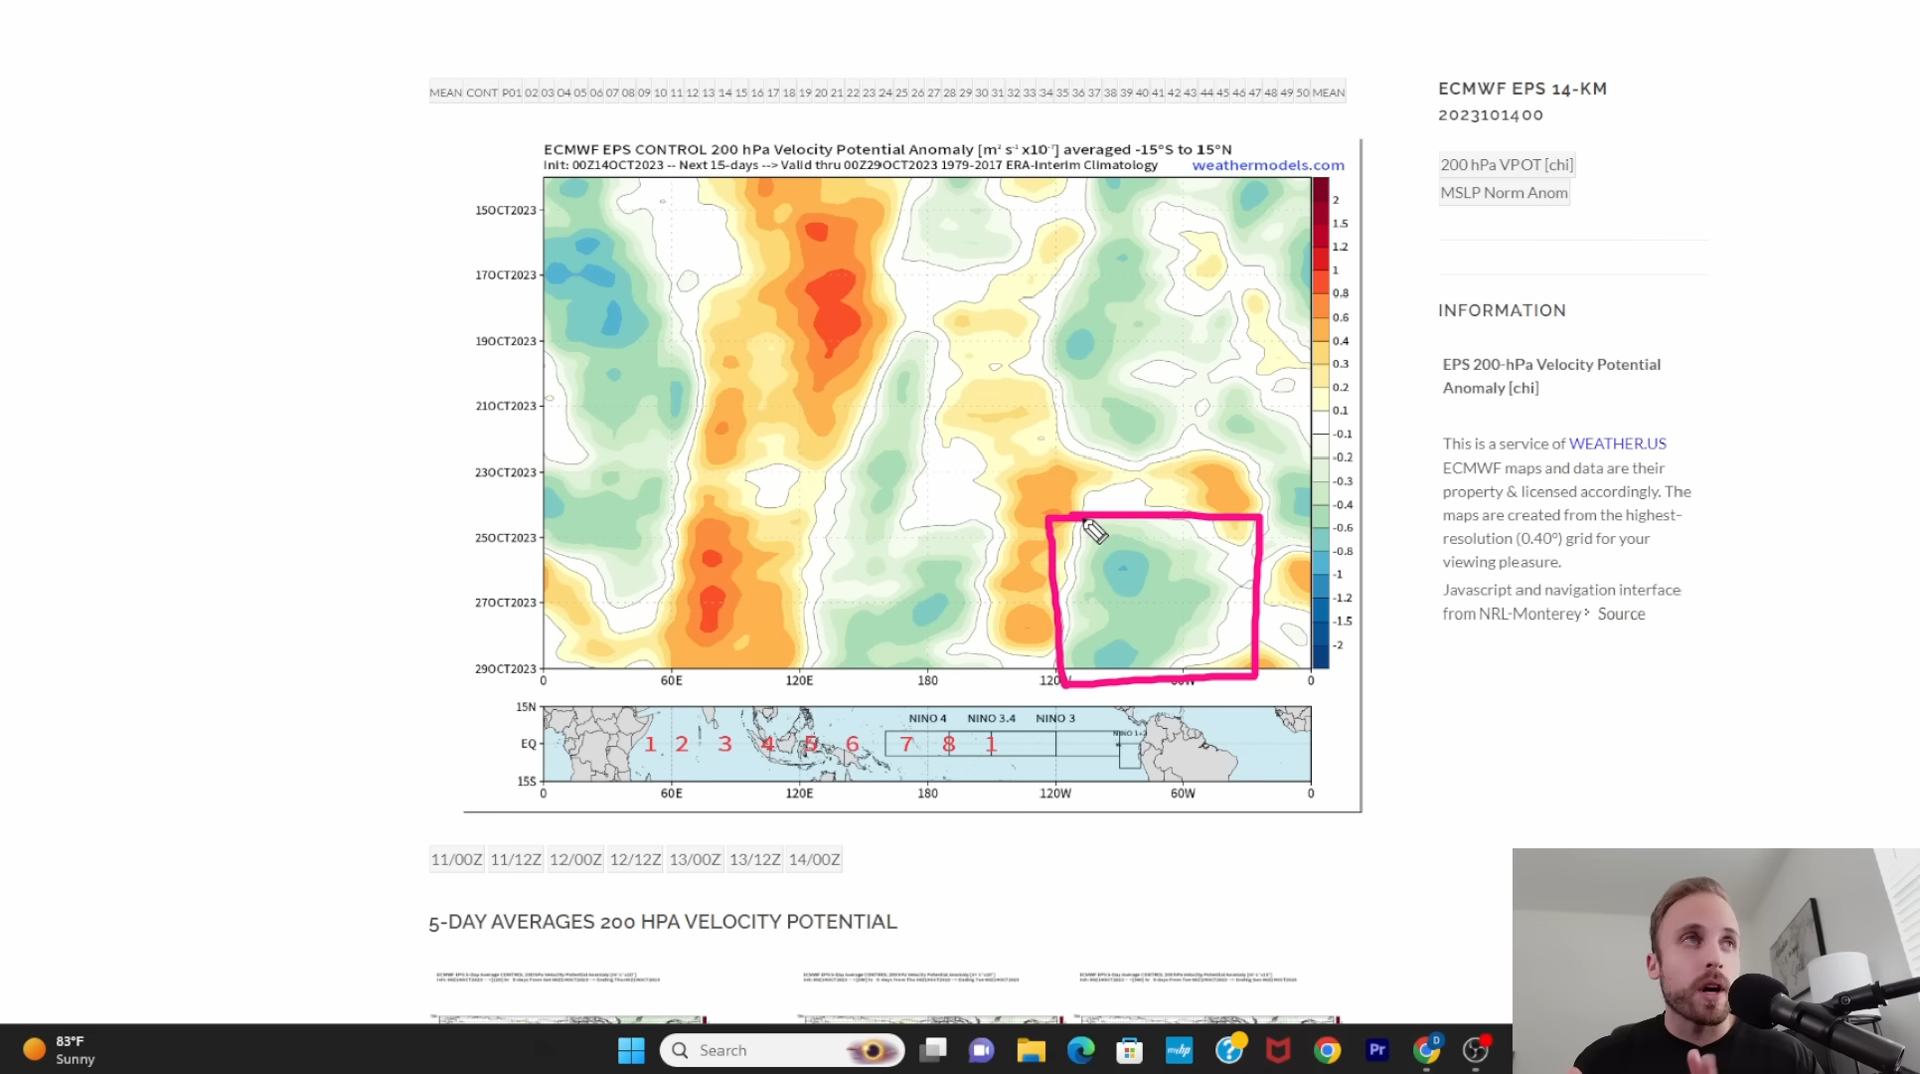 MEAN CONT P01 02 03 04 05 06 07 08 09 10 11 12 13 14 15 16 17 18 19 20 21 22 23 24 25 26 27 28 29 30 31 32 33 34 35 36 37 38 39 40 41 42 43 44 45 46 47 48 49 50 MEAN
ECMWF EPS CONTROL 200 hPa Velocity Potential Anomaly [m² s⁻¹ x10⁻⁷] averaged -15°S to 15°N
Init: 00Z14OCT2023 -- Next 15-days --> Valid thru 00Z29OCT2023 1979-2017 ERA-Interim Climatology
weathermodels.com
15OCT2023
17OCT2023
19OCT2023
21OCT2023
23OCT2023
25OCT2023
27OCT2023
29OCT2023
0 60E 120E 180 0
2
1.5
1.2
1
0.8
0.6
0.4
0.3
0.2
0.1
-0.1
-0.2
-0.3
-0.4
-0.6
-0.8
-1
-1.2
-1.5
-2
15N
EQ
15S
NINO 4 NINO 3.4 NINO 3
1 2 3 4 5 6 7 8 1
0 60E 120E 180 120W 60W 0
11/00Z 11/12Z 12/00Z 12/12Z 13/00Z 13/12Z 14/00Z
5-DAY AVERAGES 200 HPA VELOCITY POTENTIAL
ECMWF EPS 14-KM
2023101400
200 hPa VPOT [chi]
MSLP Norm Anom
INFORMATION
EPS 200-hPa Velocity Potential
Anomaly [chi]
This is a service of WEATHER.US
ECMWF maps and data are their
property & licensed accordingly. The
maps are created from the highest-
resolution (0.40°) grid for your
viewing pleasure.
Javascript and navigation interface
from NRL-Monterey Source
83°F
Sunny
Search
myhp
Pr
D